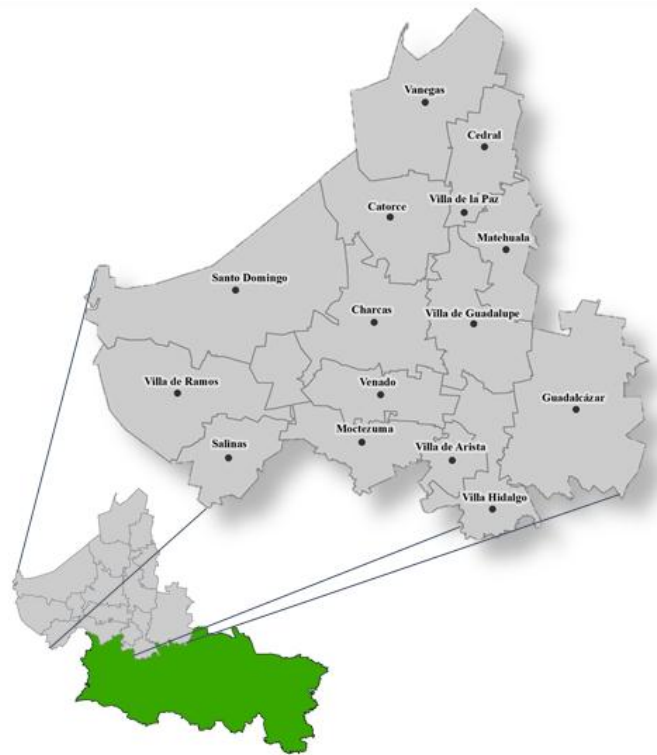 Vanegas
Cedral
Villa de la Paz
Catorce
Matehuala
Santo Domingo
Charcas
Villa de Guadalupe
Villa de Ramos
Venado
Guadalcázar
Moctezuma
Salinas
Villa de Arista
Villa Hidalgo